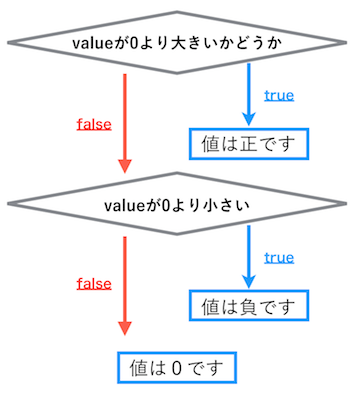 valueが0より大きいかどうか
true
false
値は正です
valueが0より小さい
true
false
値は負です
値は０です